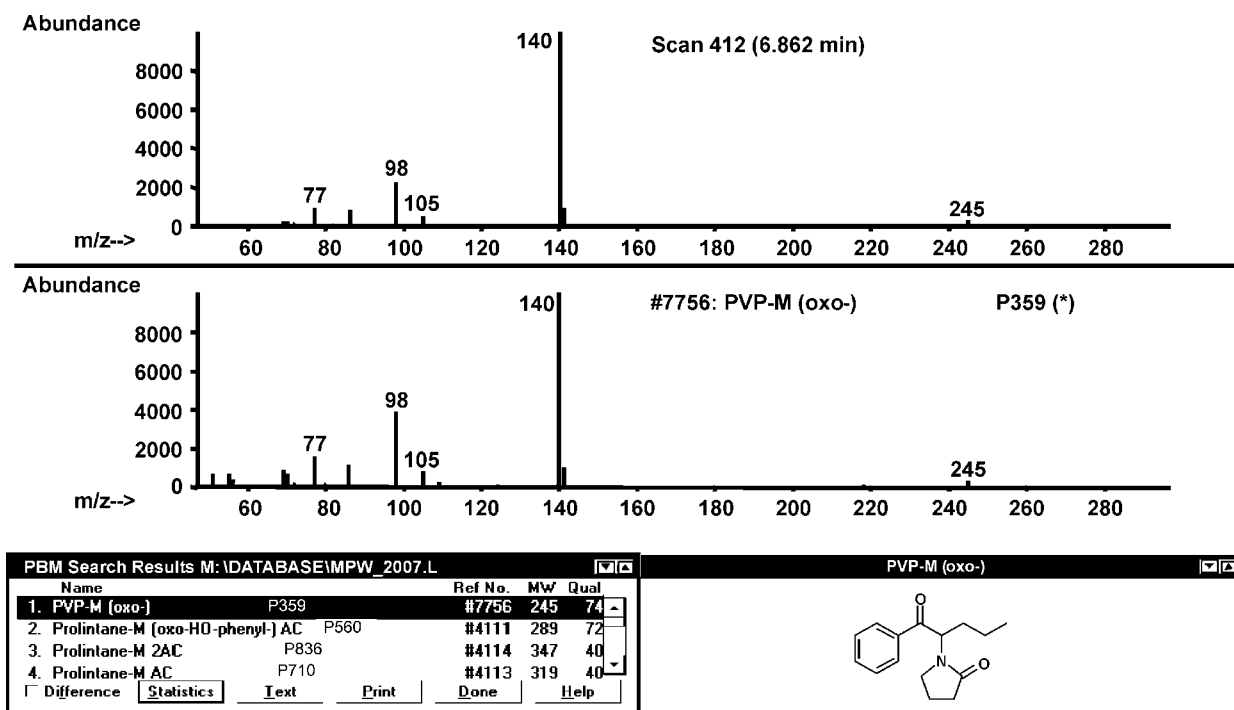 Abundance
140 Scan 412 (6.862 min)
8000
6000
4000
98
2000 77
105 245
0
m/z--> 60 80 100 120 140 160 180 200 220 240 260 280
Abundance
140 #7756: PVP-M (oxo-) P359 (*)
8000
6000
98
4000
77
2000 105 245
0
m/z--> 60 80 100 120 140 160 180 200 220 240 260 280
PBM Search Results M: \DATABASE\MPW_2007.L PVP-M (oxo-)
Name Ref No. MW Qual
1. PVP-M (oxo-) P359 #7756 245 74
2. Prolintane-M (oxo-HO-phenyl-) AC P560 #4111 289 72
3. Prolintane-M 2AC P836 #4114 347 40
4. Prolintane-M AC P710 #4113 319 40
Difference Statistics Text Print Done Help
O
N O